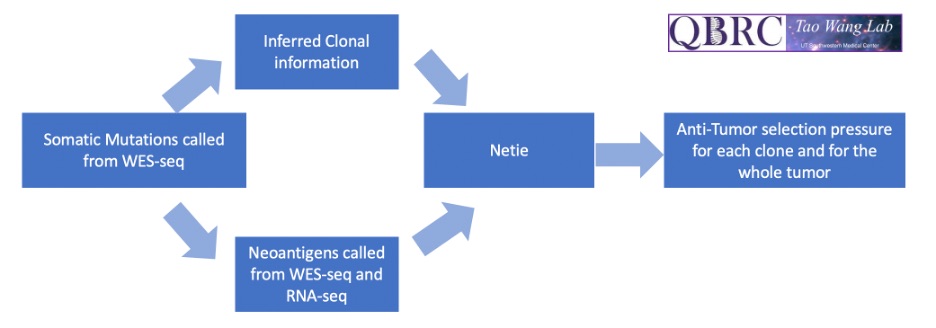 Inferred Clonal
information
QBRC
Tao Wang Lab
UT Southwestern Medical Center
Somatic Mutations called
from WES-seq
Netie
Anti-Tumor selection pressure
for each clone and for the
whole tumor
Neoantigens called
from WES-seq and
RNA-seq